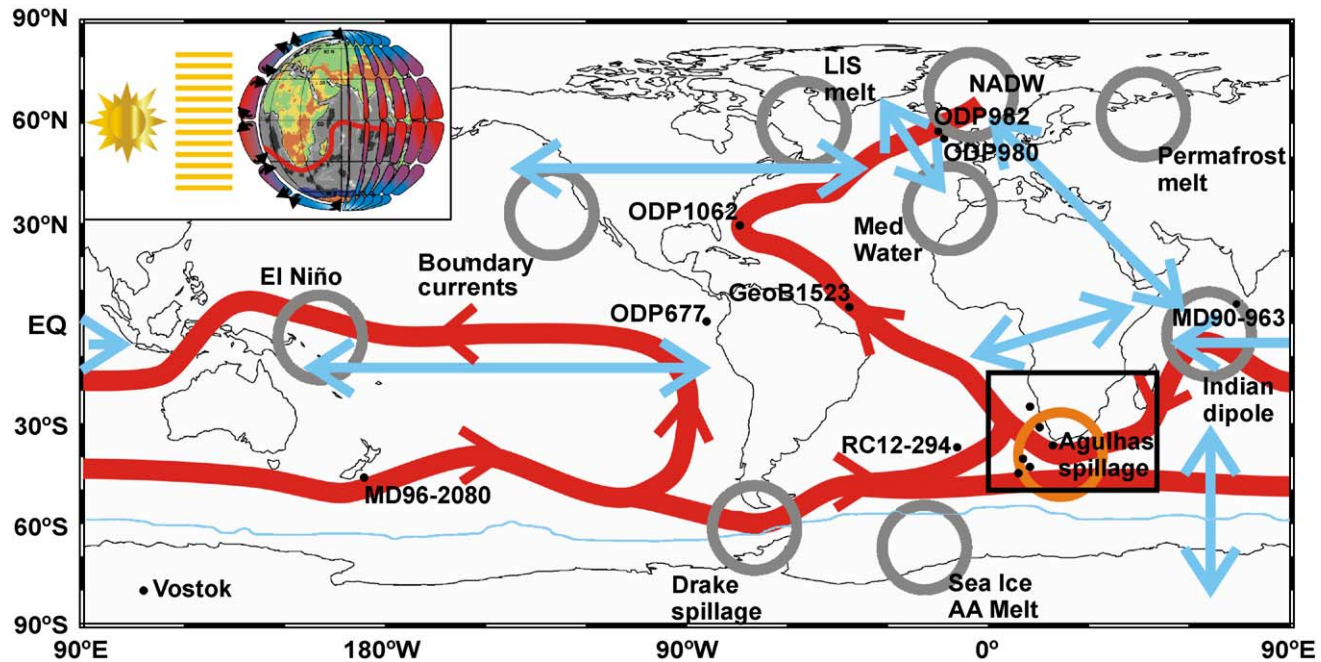 90ºN
60ºN
30ºN
EQ
30ºS
60ºS
90ºS
LIS
melt
NADW
ODP982
ODP980
Permafrost
melt
ODP1062
Med
Water
El Niño
Boundary
currents
ODP677
GeoB1523
MD90-963
Indian
dipole
RC12-294
Agulhas
spillage
MD96-2080
Drake
spillage
Sea Ice
AA Melt
Vostok
90ºE
180ºW
90ºW
0º
90ºE